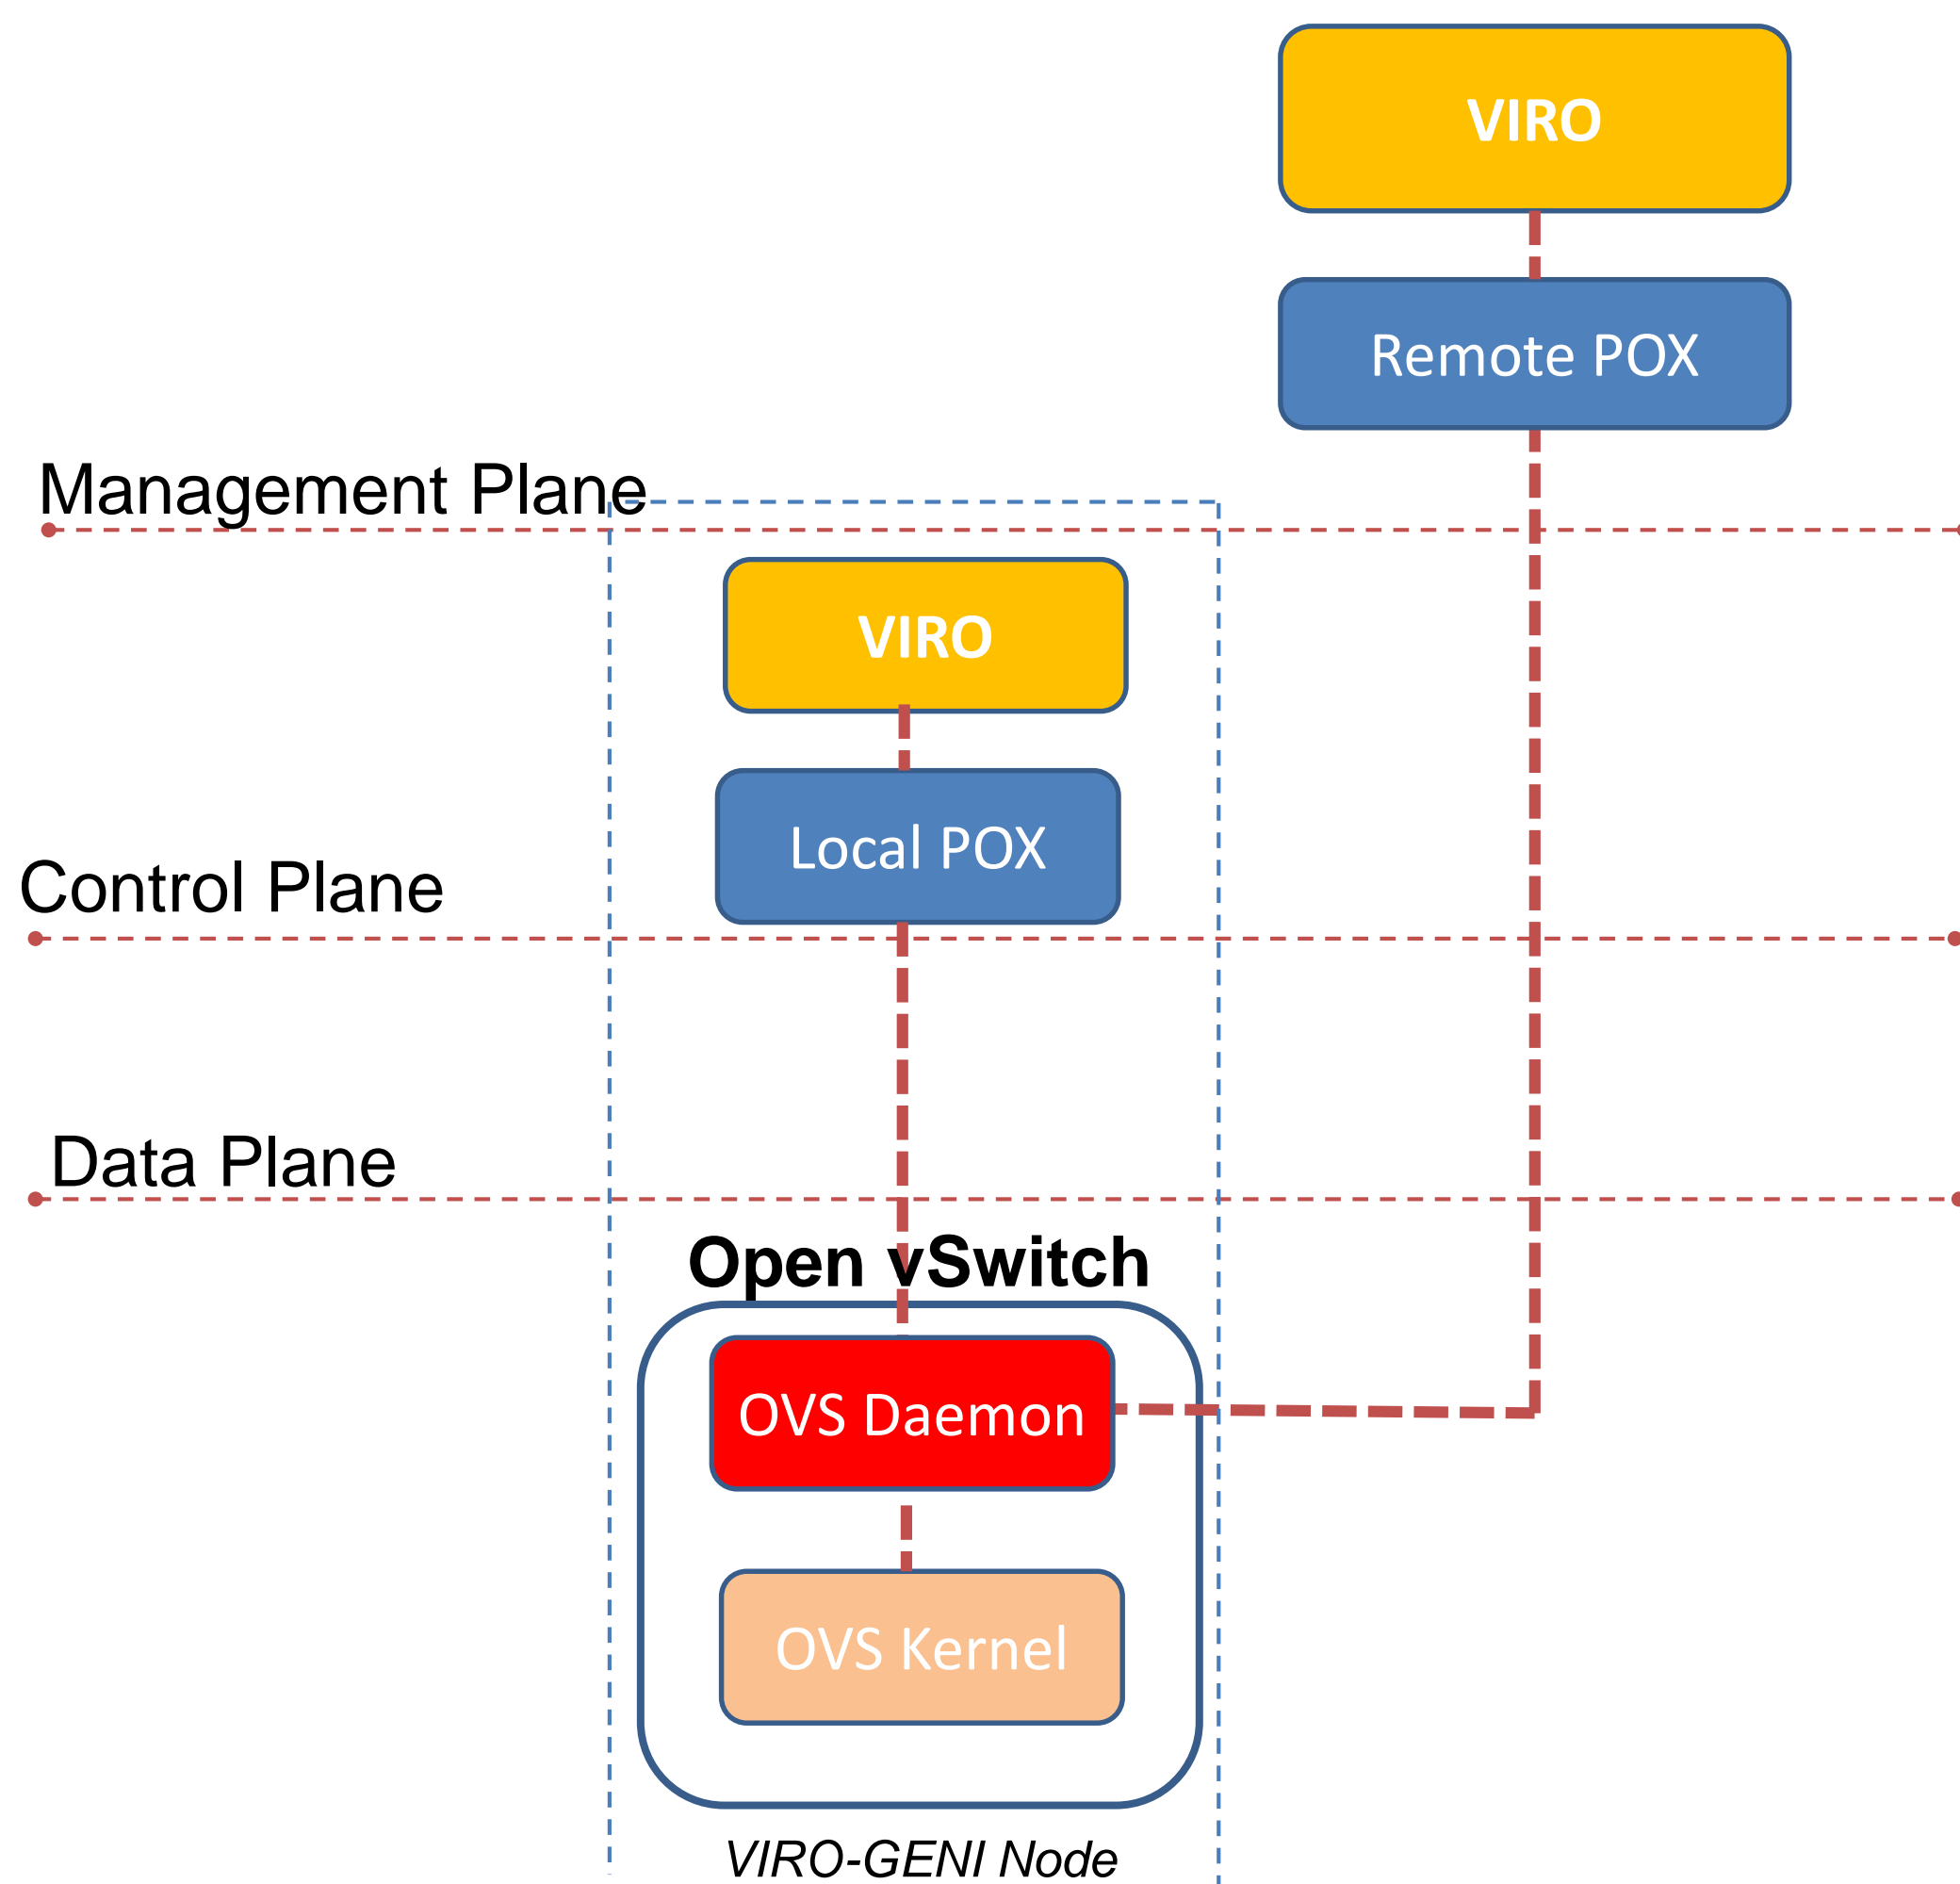 VIRO
Remote POX
Management Plane
VIRO
Local POX
Control Plane
Data Plane
Open vSwitch
OVS Daemon
OVS Kernel
VIRO-GENI Node